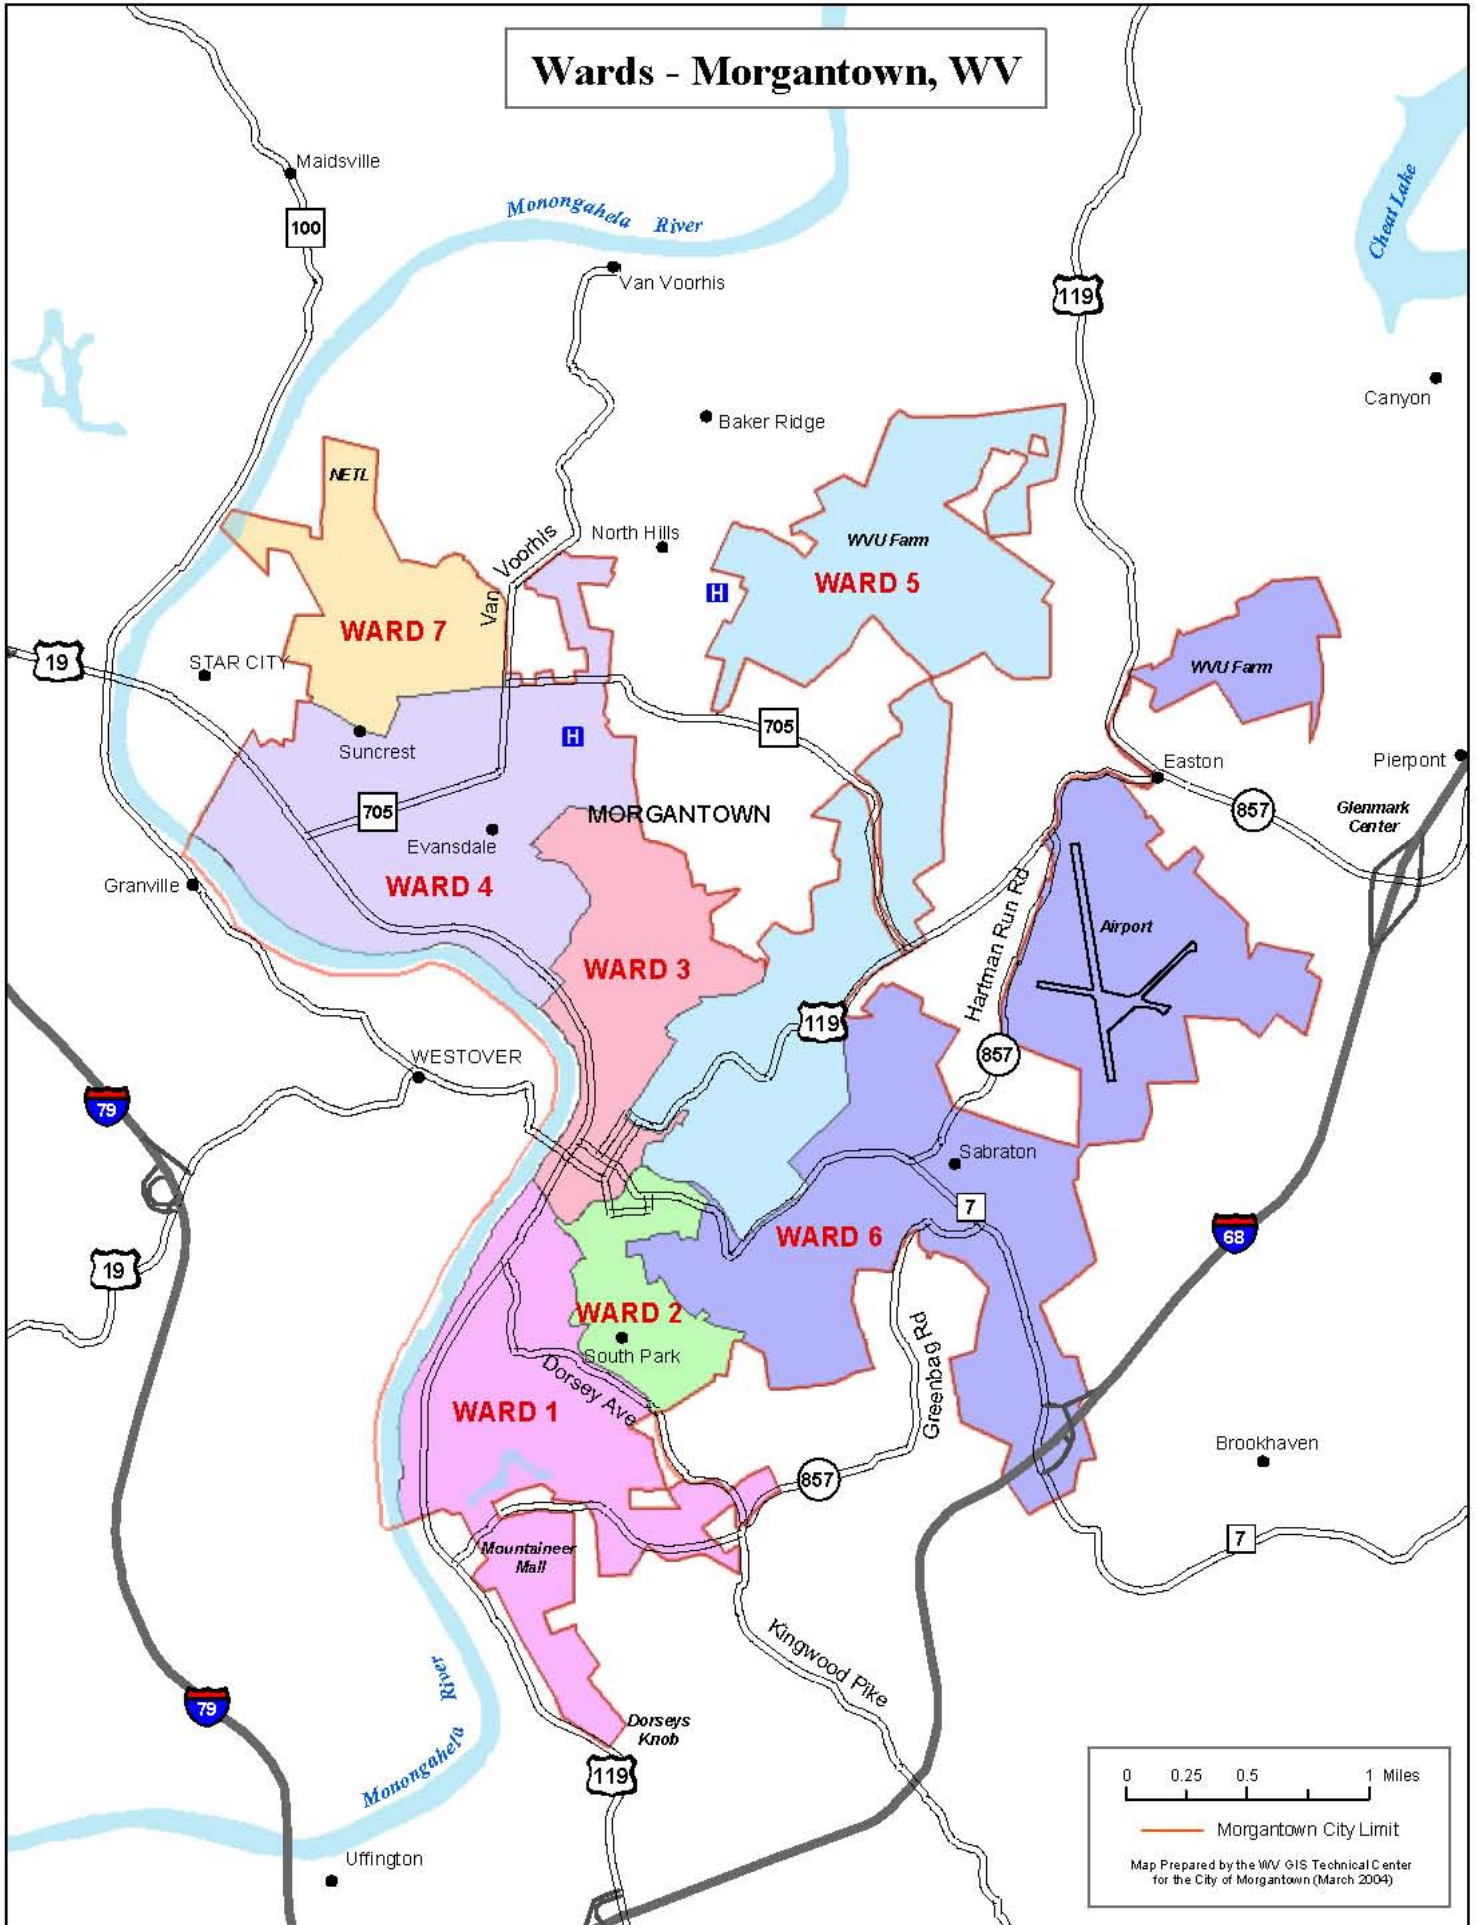 Wards - Morgantown, WV
Maidsville
100
Monongahela River
Cheat Lake
Van Voorhis
119
Canyon
Baker Ridge
NETL
Van Voorhis
North Hills
WVU Farm
H
WARD 5
WARD 7
19
STAR CITY
WVU Farm
705
H
Suncrest
Easton
Pierpont
705
MORGANTOWN
857
Glenmark
Center
Evansdale
Granville
WARD 4
Hartman Run Rd
Airport
WARD 3
119
857
WESTOVER
79
Sabraton
7
WARD 6
68
19
WARD 2
South Park
Dorsey Ave
Greenbag Rd
WARD 1
Brookhaven
857
7
Mountaineer
Mall
Kingwood Pike
79
Monongahela River
Dorseys
Knob
119
0 0.25 0.5 1 Miles
Morgantown City Limit
Map Prepared by the WV GIS Technical Center
for the City of Morgantown (March 2004)
Uffington